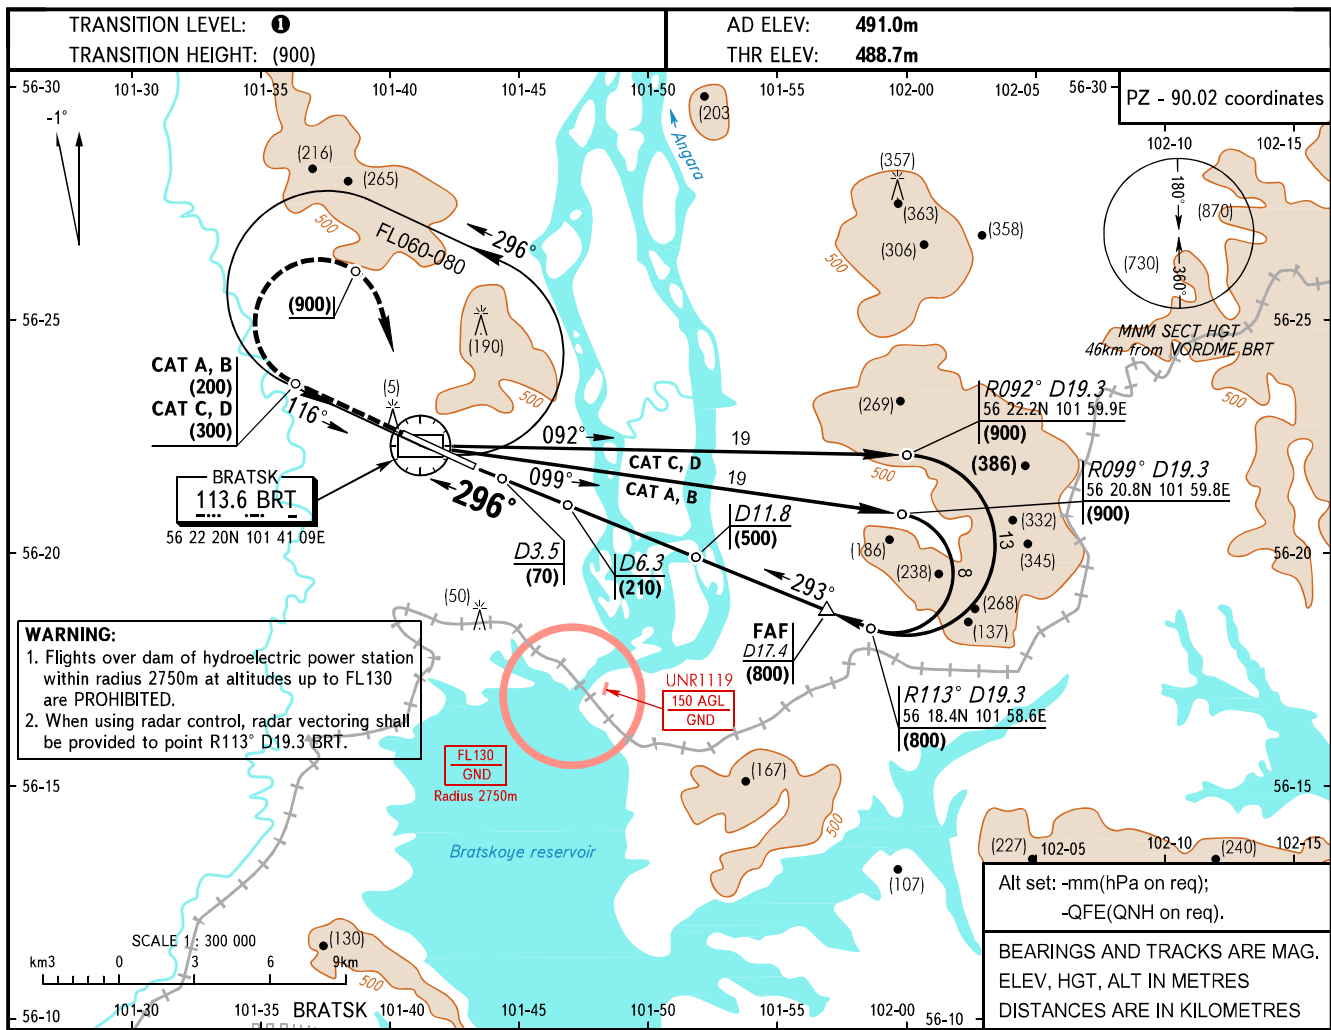 TRANSITION LEVEL: ❶
TRANSITION HEIGHT: (900)
AD ELEV: 491.0m
THR ELEV: 488.7m
56-30 101-30 101-35 101-40 101-45 101-50 101-55 102-00 102-05 56-30
PZ - 90.02 coordinates
-1°
102-10 102-15
(203
(216)
(265)
500
FL060-080
296°
Angara
(357)
(363)
(306)
(358)
500
180°
(870)
(730)
360°
MNM SECT HGT
46km from VORDME BRT
56-25
56-25
(900)
(190)
500
500
CAT A, B
(200)
CAT C, D
(300)
116°
(5)
BRATSK
113.6 BRT
56 22 20N 101 41 09E
092°
19
CAT C, D
099°
19
CAT A, B
296°
(269)
500
R092° D19.3
56 22.2N 101 59.9E
(900)
(386)
R099° D19.3
56 20.8N 101 59.8E
(900)
D11.8
(500)
D3.5
(70)
D6.3
(210)
56-20
56-20
(186)
(238)
(332)
(345)
13
8
(268)
(137)
293°
(50)
FAF
D17.4
(800)
R113° D19.3
56 18.4N 101 58.6E
(800)
WARNING:
1. Flights over dam of hydroelectric power station
within radius 2750m at altitudes up to FL130
are PROHIBITED.
2. When using radar control, radar vectoring shall
be provided to point R113° D19.3 BRT.
UNR1119
150 AGL
GND
FL130
GND
Radius 2750m
56-15
56-15
(167)
500
Bratskoye reservoir
(107)
(227)
102-05 102-10 102-15
(240)
(130)
500
SCALE 1 : 300 000
km3 0 3 6 9km
Alt set: -mm(hPa on req);
-QFE(QNH on req).
BEARINGS AND TRACKS ARE MAG.
ELEV, HGT, ALT IN METRES
DISTANCES ARE IN KILOMETRES
BRATSK
56-10 101-30 101-35 101-40 101-45 101-50 101-55 102-00 56-10